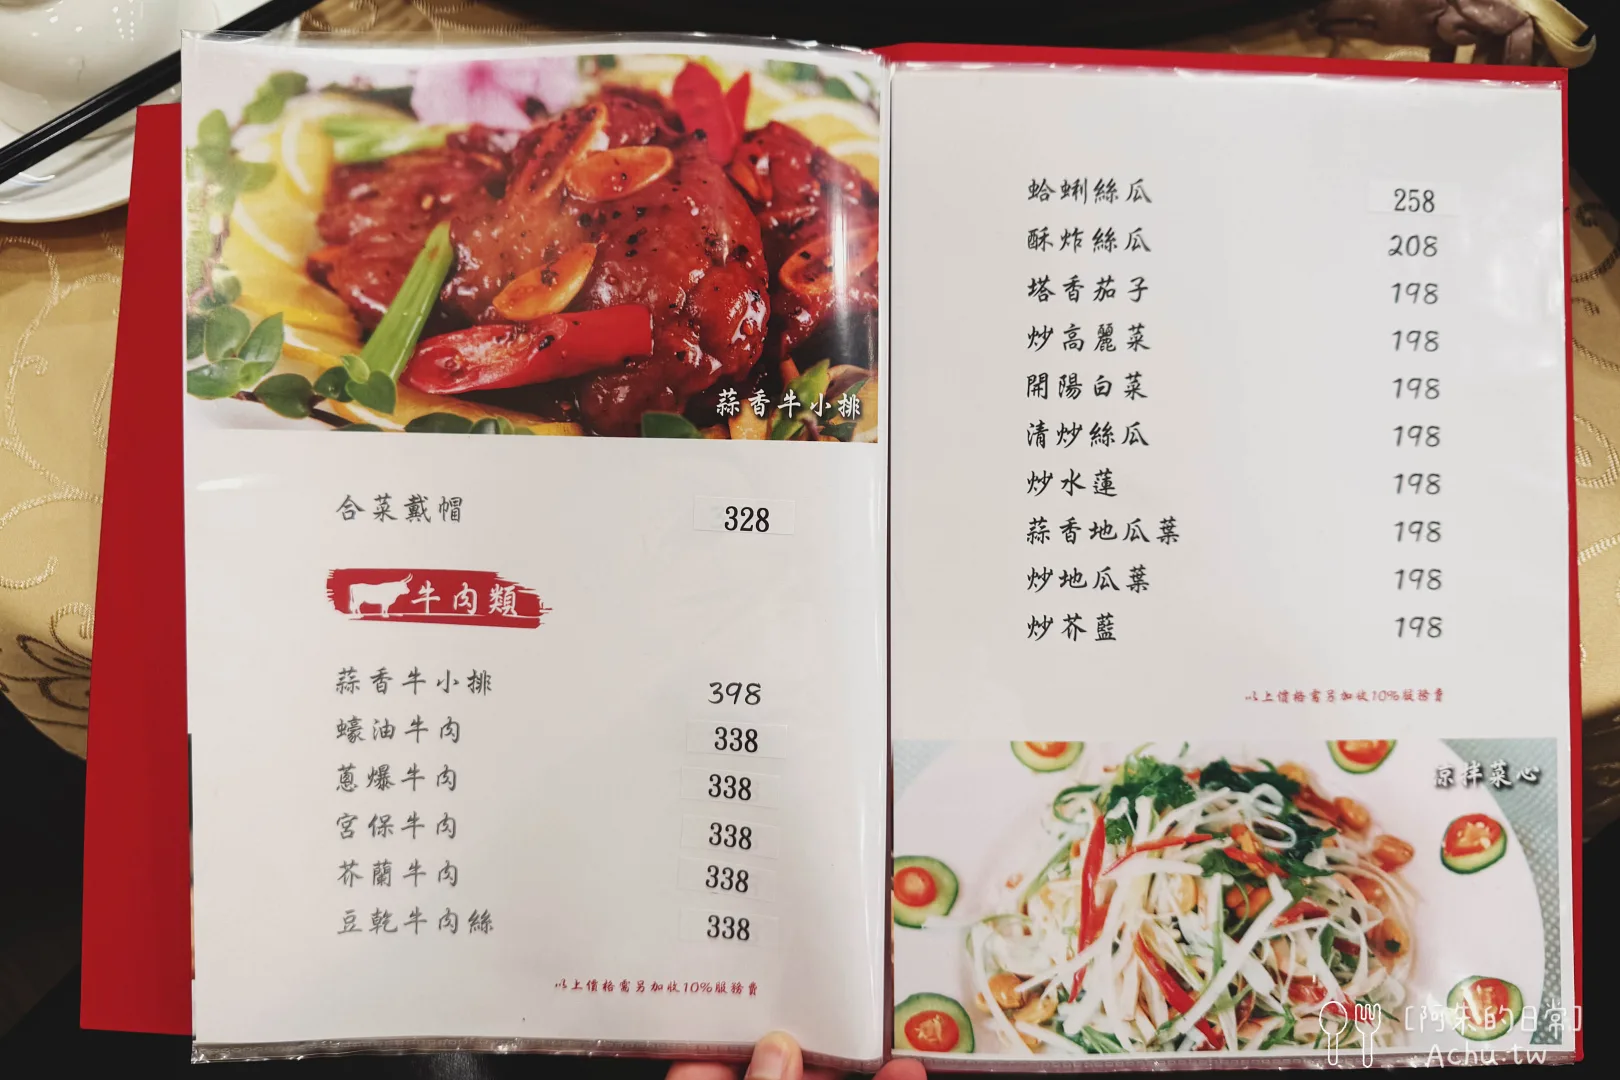 蒜香牛小排
合菜戴帽 328
牛肉類
蒜香牛小排 398
蠔油牛肉 338
蔥爆牛肉 338
宮保牛肉 338
芥蘭牛肉 338
豆乾牛肉絲 338
以上價格需另加收10%服務費
蛤蜊絲瓜 258
酥炸絲瓜 208
塔香茄子 198
炒高麗菜 198
開陽白菜 198
清炒絲瓜 198
炒水蓮 198
蒜香地瓜葉 198
炒地瓜葉 198
炒芥藍 198
以上價格需另加收10%服務費
涼拌菜心
[阿朱的日常]
Achu.tw